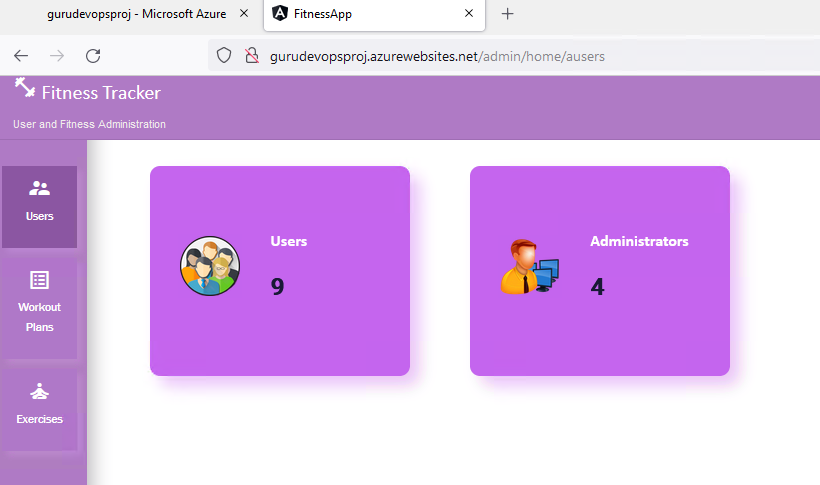 gurudevopsproj - Microsoft Azure
FitnessApp
gurudevopsproj.azurewebsites.net/admin/home/ausers
Fitness Tracker
User and Fitness Administration
Users
Workout
Plans
Exercises
Users
9
Administrators
4